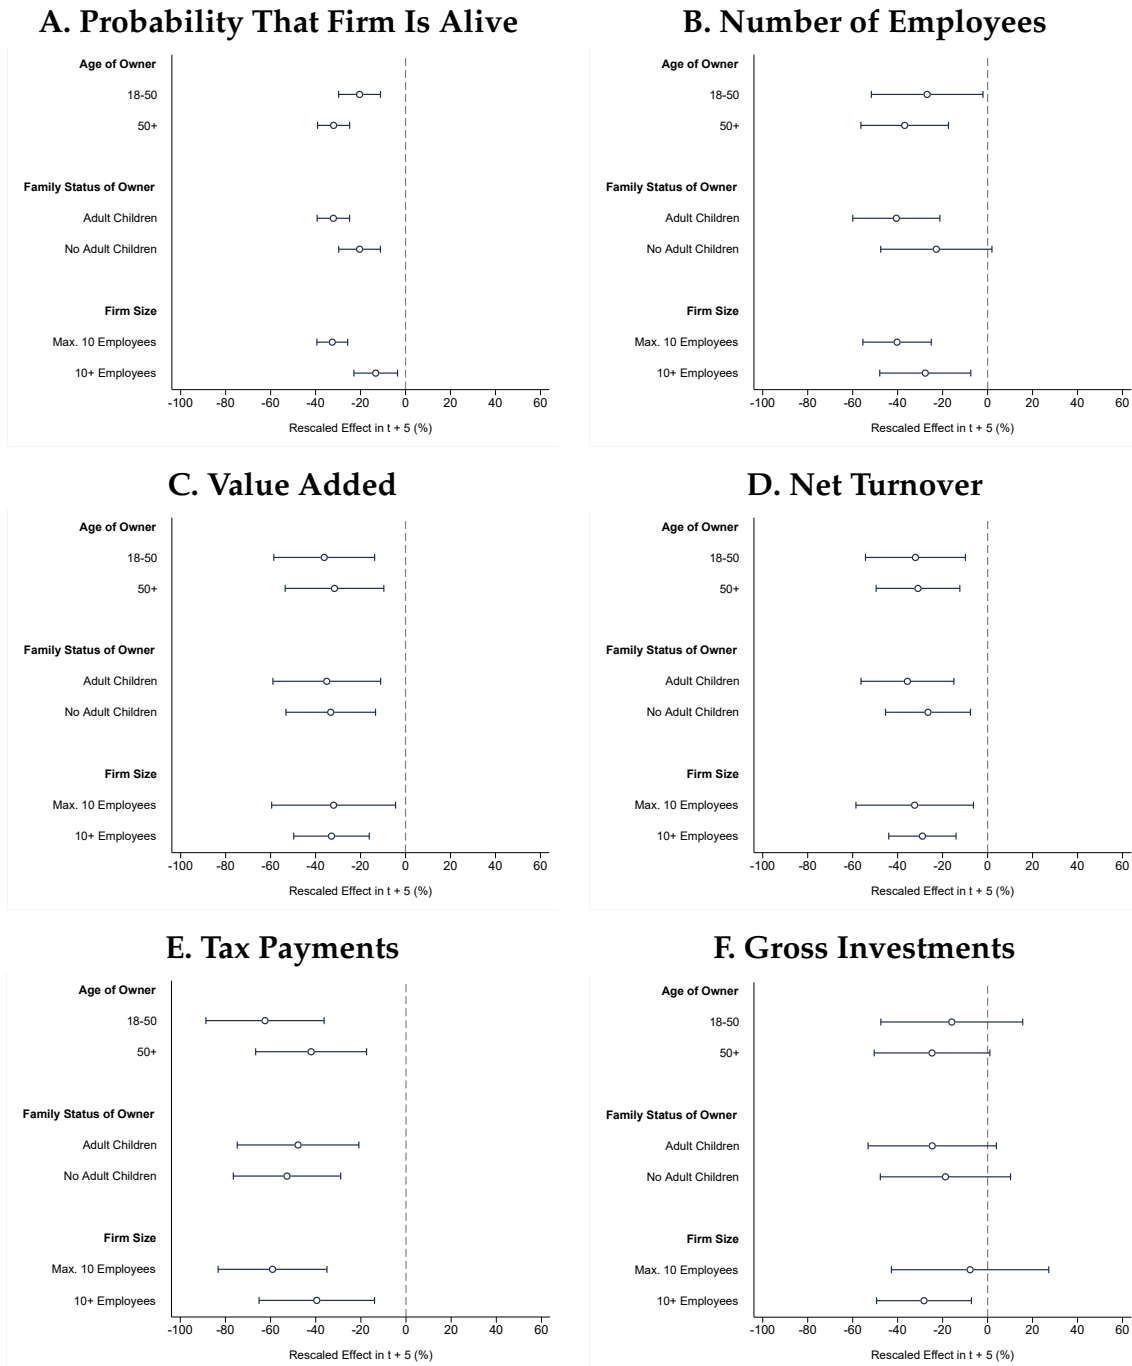 A. Probability That Firm Is Alive
Age of Owner
18-50
50+
Family Status of Owner
Adult Children
No Adult Children
Firm Size
Max. 10 Employees
10+ Employees
-100 -80 -60 -40 -20 0 20 40 60
Rescaled Effect in t + 5 (%)
B. Number of Employees
Age of Owner
18-50
50+
Family Status of Owner
Adult Children
No Adult Children
Firm Size
Max. 10 Employees
10+ Employees
-100 -80 -60 -40 -20 0 20 40 60
Rescaled Effect in t + 5 (%)
C. Value Added
Age of Owner
18-50
50+
Family Status of Owner
Adult Children
No Adult Children
Firm Size
Max. 10 Employees
10+ Employees
-100 -80 -60 -40 -20 0 20 40 60
Rescaled Effect in t + 5 (%)
D. Net Turnover
Age of Owner
18-50
50+
Family Status of Owner
Adult Children
No Adult Children
Firm Size
Max. 10 Employees
10+ Employees
-100 -80 -60 -40 -20 0 20 40 60
Rescaled Effect in t + 5 (%)
E. Tax Payments
Age of Owner
18-50
50+
Family Status of Owner
Adult Children
No Adult Children
Firm Size
Max. 10 Employees
10+ Employees
-100 -80 -60 -40 -20 0 20 40 60
Rescaled Effect in t + 5 (%)
F. Gross Investments
Age of Owner
18-50
50+
Family Status of Owner
Adult Children
No Adult Children
Firm Size
Max. 10 Employees
10+ Employees
-100 -80 -60 -40 -20 0 20 40 60
Rescaled Effect in t + 5 (%)